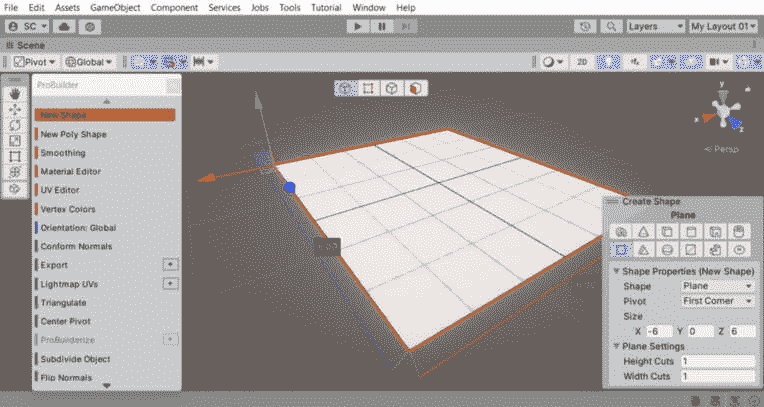 File Edit Assets GameObject Component Services Jobs Tools Tutorial Window Help
SC Layers My Layout 01
Scene
Pivot Global 2D
ProBuilder
New Shape
New Poly Shape
Smoothing
Material Editor
UV Editor
Vertex Colors
Orientation: Global
Conform Normals
Export +
Lightmap UVs +
Triangulate
Center Pivot
ProBuilderize +
Subdivide Object
Flip Normals
y
x
z
Persp
Create Shape
Plane
Shape Properties (New Shape)
Shape Plane
Pivot First Corner
Size
X -6 Y 0 Z 6
Plane Settings
Height Cuts 1
Width Cuts 1